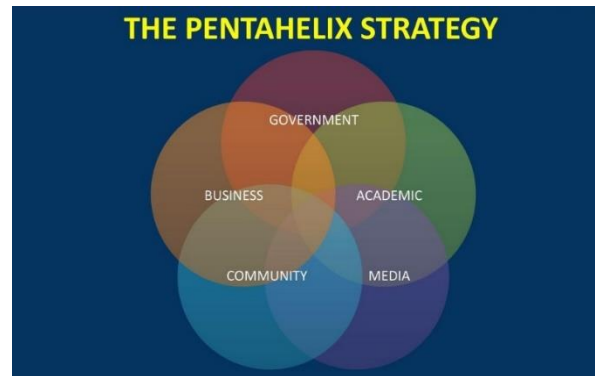 THE PENTAHELIX STRATEGY
GOVERNMENT
BUSINESS
ACADEMIC
COMMUNITY
MEDIA